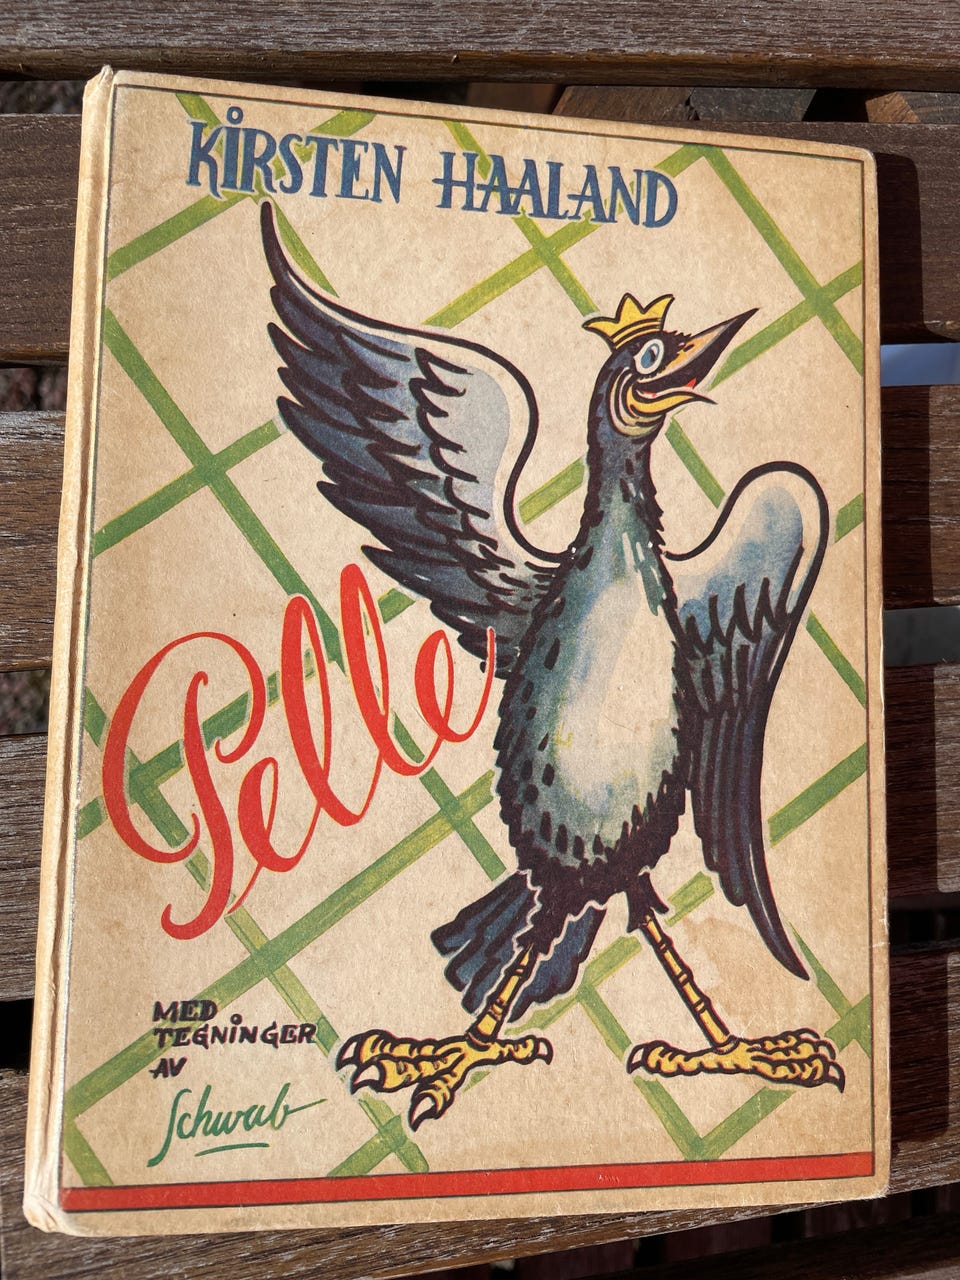 KIRSTEN HAALAND
Pelle
MED
TEGNINGER
AV
Schwab